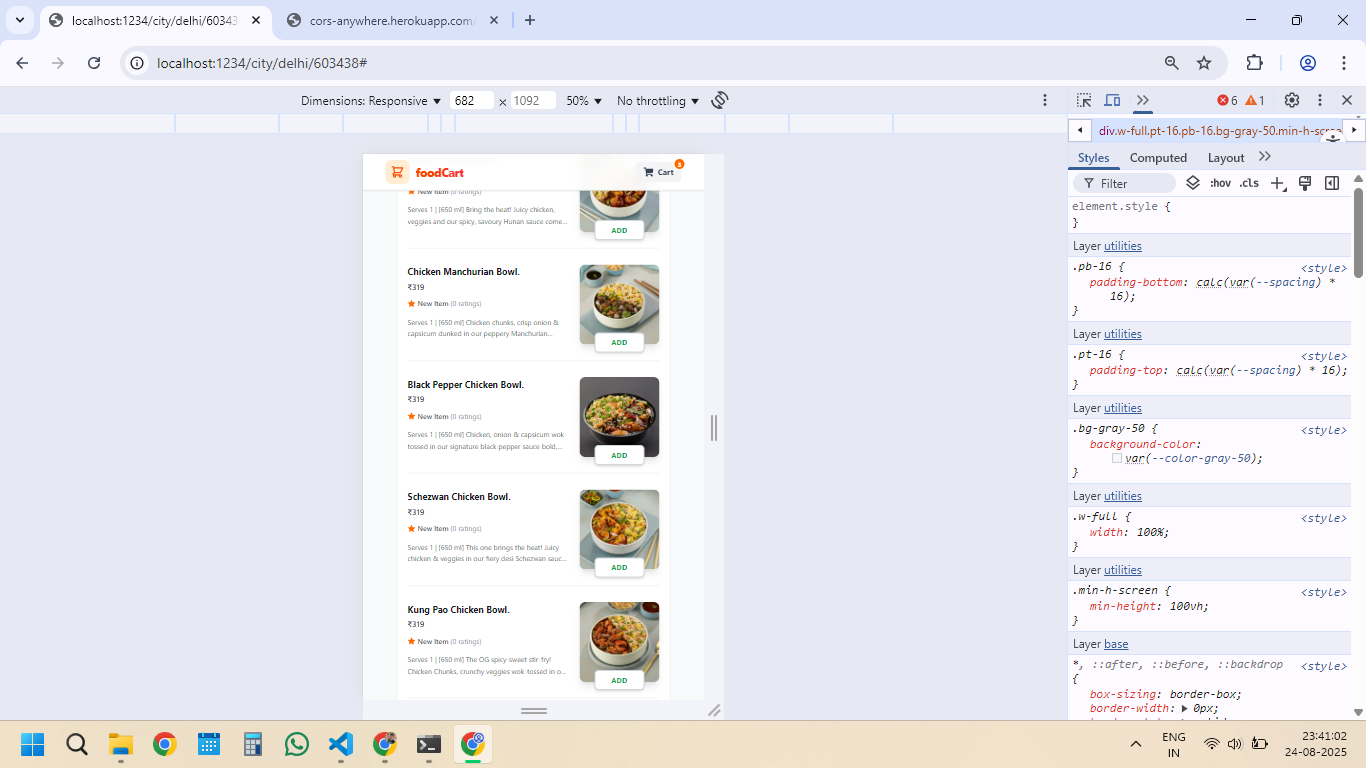 localhost:1234/city/delhi/60343
cors-anywhere.herokuapp.com/
localhost:1234/city/delhi/603438#
Dimensions: Responsive 682 × 1092 50% No throttling
6 1
div.w-full.pt-16.pb-16.bg-gray-50.min-h-scree
Styles Computed Layout
Filter :hov .cls
element.style {
}
Layer utilities
.pb-16 { <style>
padding-bottom: calc(var(--spacing) *
16);
}
Layer utilities
.pt-16 { <style>
padding-top: calc(var(--spacing) * 16);
}
Layer utilities
.bg-gray-50 { <style>
background-color:
var(--color-gray-50);
}
Layer utilities
.w-full { <style>
width: 100%;
}
Layer utilities
.min-h-screen { <style>
min-height: 100vh;
}
Layer base
*, ::after, ::before, ::backdrop <style>
{
box-sizing: border-box;
border-width: 0px;
foodCart
Cart
New Item (0 ratings)
Serves 1 | [650 ml] Bring the heat! Juicy chicken,
veggies and our spicy, savoury Hunan sauce come...
ADD
Chicken Manchurian Bowl.
₹319
New Item (0 ratings)
Serves 1 | [650 ml] Chicken chunks, crisp onion &
capsicum dunked in our peppery Manchurian...
ADD
Black Pepper Chicken Bowl.
₹319
New Item (0 ratings)
Serves 1 | [650 ml] Chicken, onion & capsicum wok
tossed in our signature black pepper sauce bold,...
ADD
Schezwan Chicken Bowl.
₹319
New Item (0 ratings)
Serves 1 | [650 ml] This one brings the heat! Juicy
chicken & veggies in our fiery desi Schezwan sauc...
ADD
Kung Pao Chicken Bowl.
₹319
New Item (0 ratings)
Serves 1 | [650 ml] The OG spicy-sweet stir-fry!
Chicken Chunks, crunchy veggies wok-tossed in o...
ADD
ENG
IN
23:41:02
24-08-2025